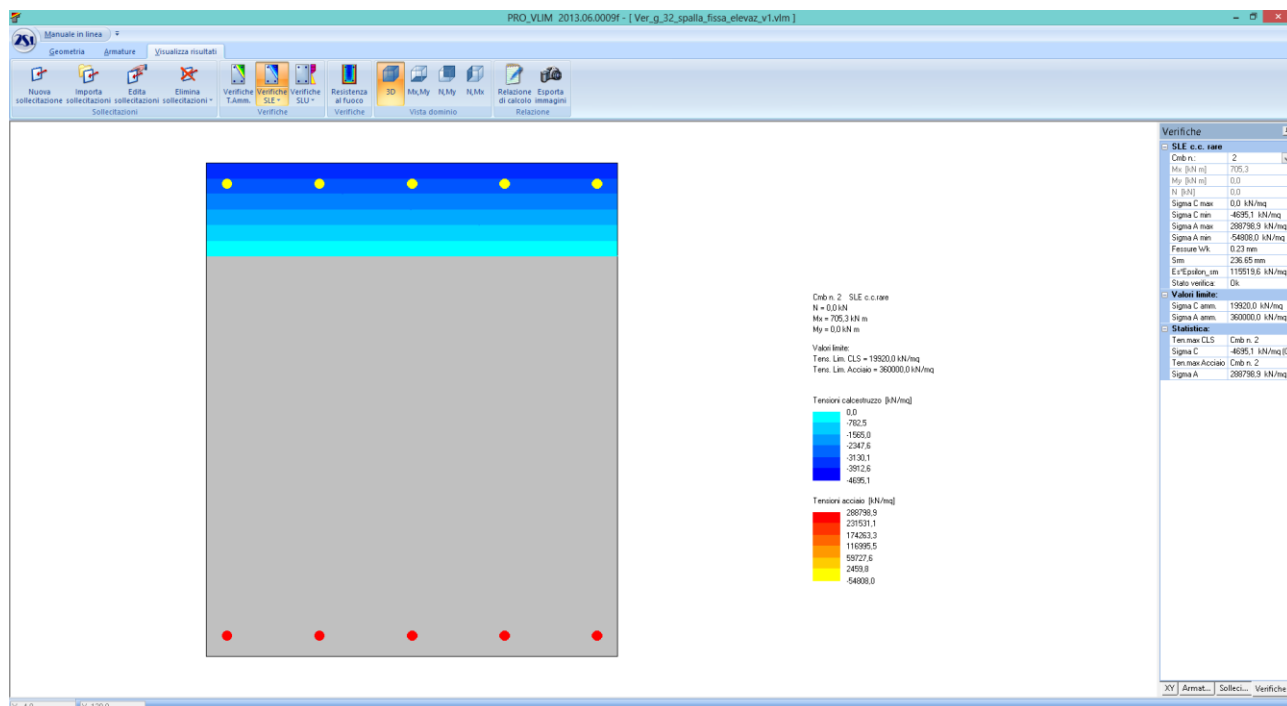 PRO_VLIM 2013.06.0009f - [ Ver_g_32_spalla_fissa_elevaz_v1.vlm ]
2SI
Manuale in linea
Geometria Armature Visualizza risultati
Nuova sollecitazione
Importa sollecitazioni
Edita sollecitazioni
Elimina sollecitazioni
Verifiche T.Amm.
Verifiche SLE
Verifiche SLU
Resistenza al fuoco
3D
Mx,My
N,My
N,Mx
Relazione di calcolo
Esporta immagini
Sollecitazioni
Verifiche
Verifiche
Vista dominio
Relazione
Cmb n. 2 SLE c.c.rare
N = 0,0 kN
Mx = 705,3 kN m
My = 0,0 kN m
Valori limite:
Tens. Lim. CLS = 19920,0 kN/mq
Tens. Lim. Acciaio = 360000,0 kN/mq
Tensioni calcestruzzo [kN/mq]
0,0
-782,5
-1565,0
-2347,6
-3130,1
-3912,6
-4695,1
Tensioni acciaio [kN/mq]
288798,9
231531,1
174263,3
116995,5
59727,6
2459,8
-54808,0
Verifiche
SLE c.c. rare
Cmb n.: 2
Mx [kN m] 705,3
My [kN m] 0,0
N [kN] 0,0
Sigma C max 0,0 kN/mq
Sigma C min -4695,1 kN/mq
Sigma A max 288798,9 kN/mq
Sigma A min -54808,0 kN/mq
Fessure Wk 0.23 mm
Srm 236.65 mm
Es*Epsilon_sm 115519,6 kN/mq
Stato verifica: Ok
Valori limite:
Sigma C amm. 19920,0 kN/mq
Sigma A amm. 360000,0 kN/mq
Statistica:
Ten.max CLS Cmb n. 2
Sigma C -4695,1 kN/mq (0
Ten.max Acciaio Cmb n. 2
Sigma A 288798,9 kN/mq
XY Armat... Solleci... Verifiche